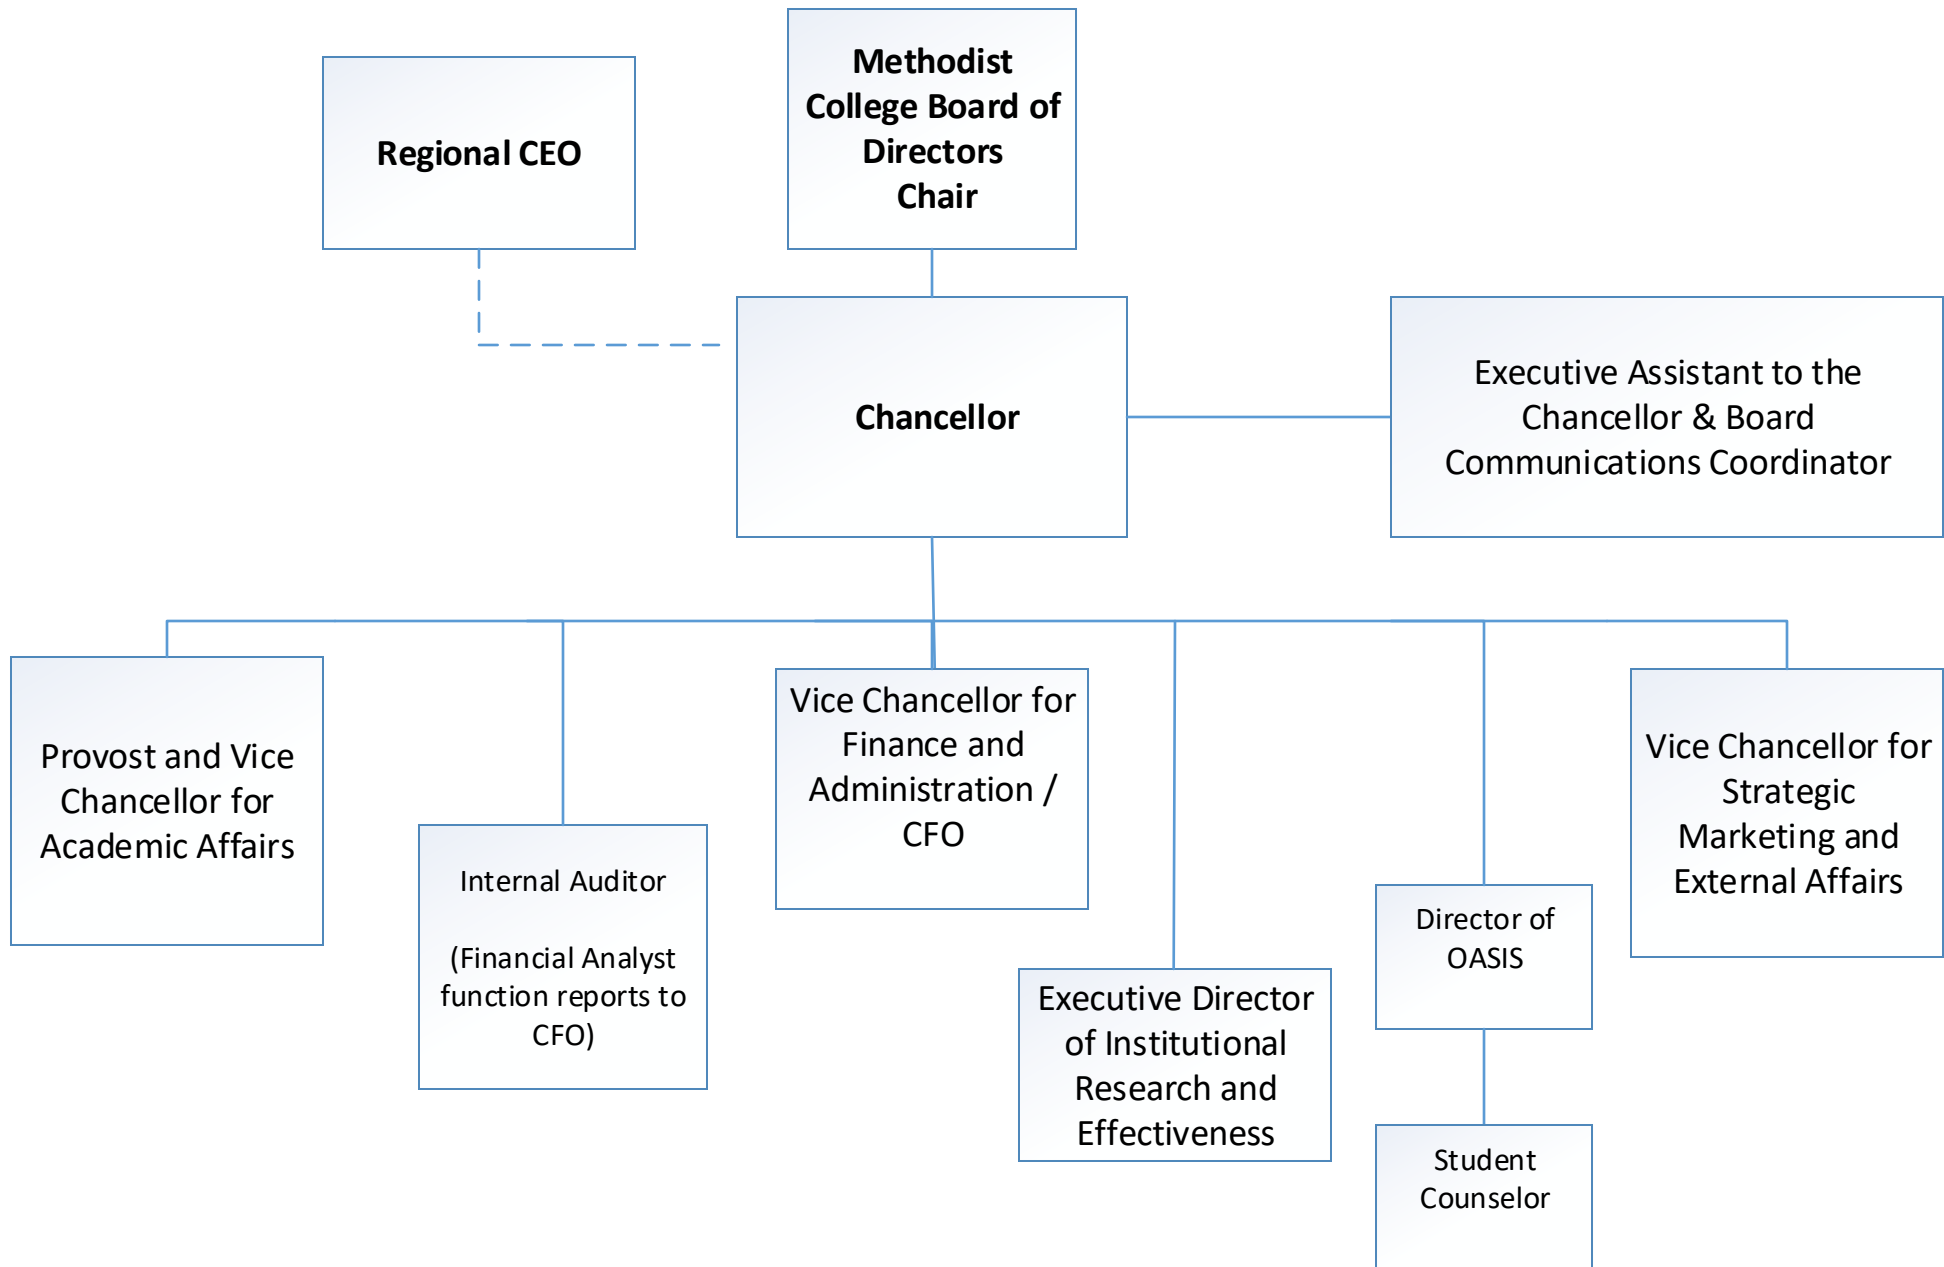 Regional CEO
Methodist
College Board of
Directors
Chair
Chancellor
Executive Assistant to the
Chancellor & Board
Communications Coordinator
Provost and Vice
Chancellor for
Academic Affairs
Internal Auditor
(Financial Analyst
function reports to
CFO)
Vice Chancellor for
Finance and
Administration /
CFO
Executive Director
of Institutional
Research and
Effectiveness
Director of
OASIS
Student
Counselor
Vice Chancellor for
Strategic
Marketing and
External Affairs